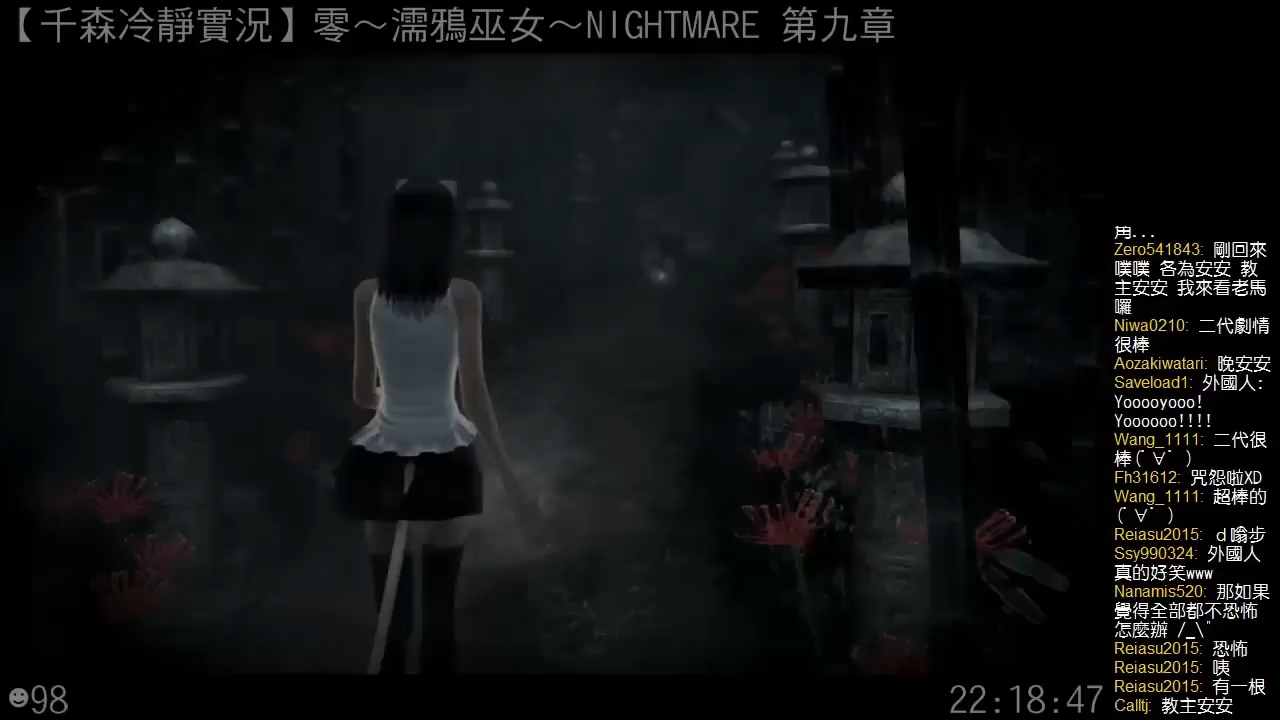 【千森冷靜實況】零～濡鴉巫女～NIGHTMARE 第九章
角...
Zero541843: 剛回來
噗噗 各為安安 教
主安安 我來看老馬
囉
Niwa0210: 二代劇情
很棒
Aozakiwatari: 晚安安
Saveload1: 外國人:
Yooooyooo!
Yoooooo!!!!
Wang_1111: 二代很
棒(˙∀˙)
Fh31612: 咒怨啦XD
Wang_1111: 超棒的
(˙∀˙)
Reiasu2015: d嗡步
Ssy990324: 外國人
真的好笑www
Nanamis520: 那如果
覺得全部都不恐怖
怎麼辦 /_\"
Reiasu2015: 恐怖
Reiasu2015: 咦
Reiasu2015: 有一根
Calltj: 教主安安
98
22:18:47